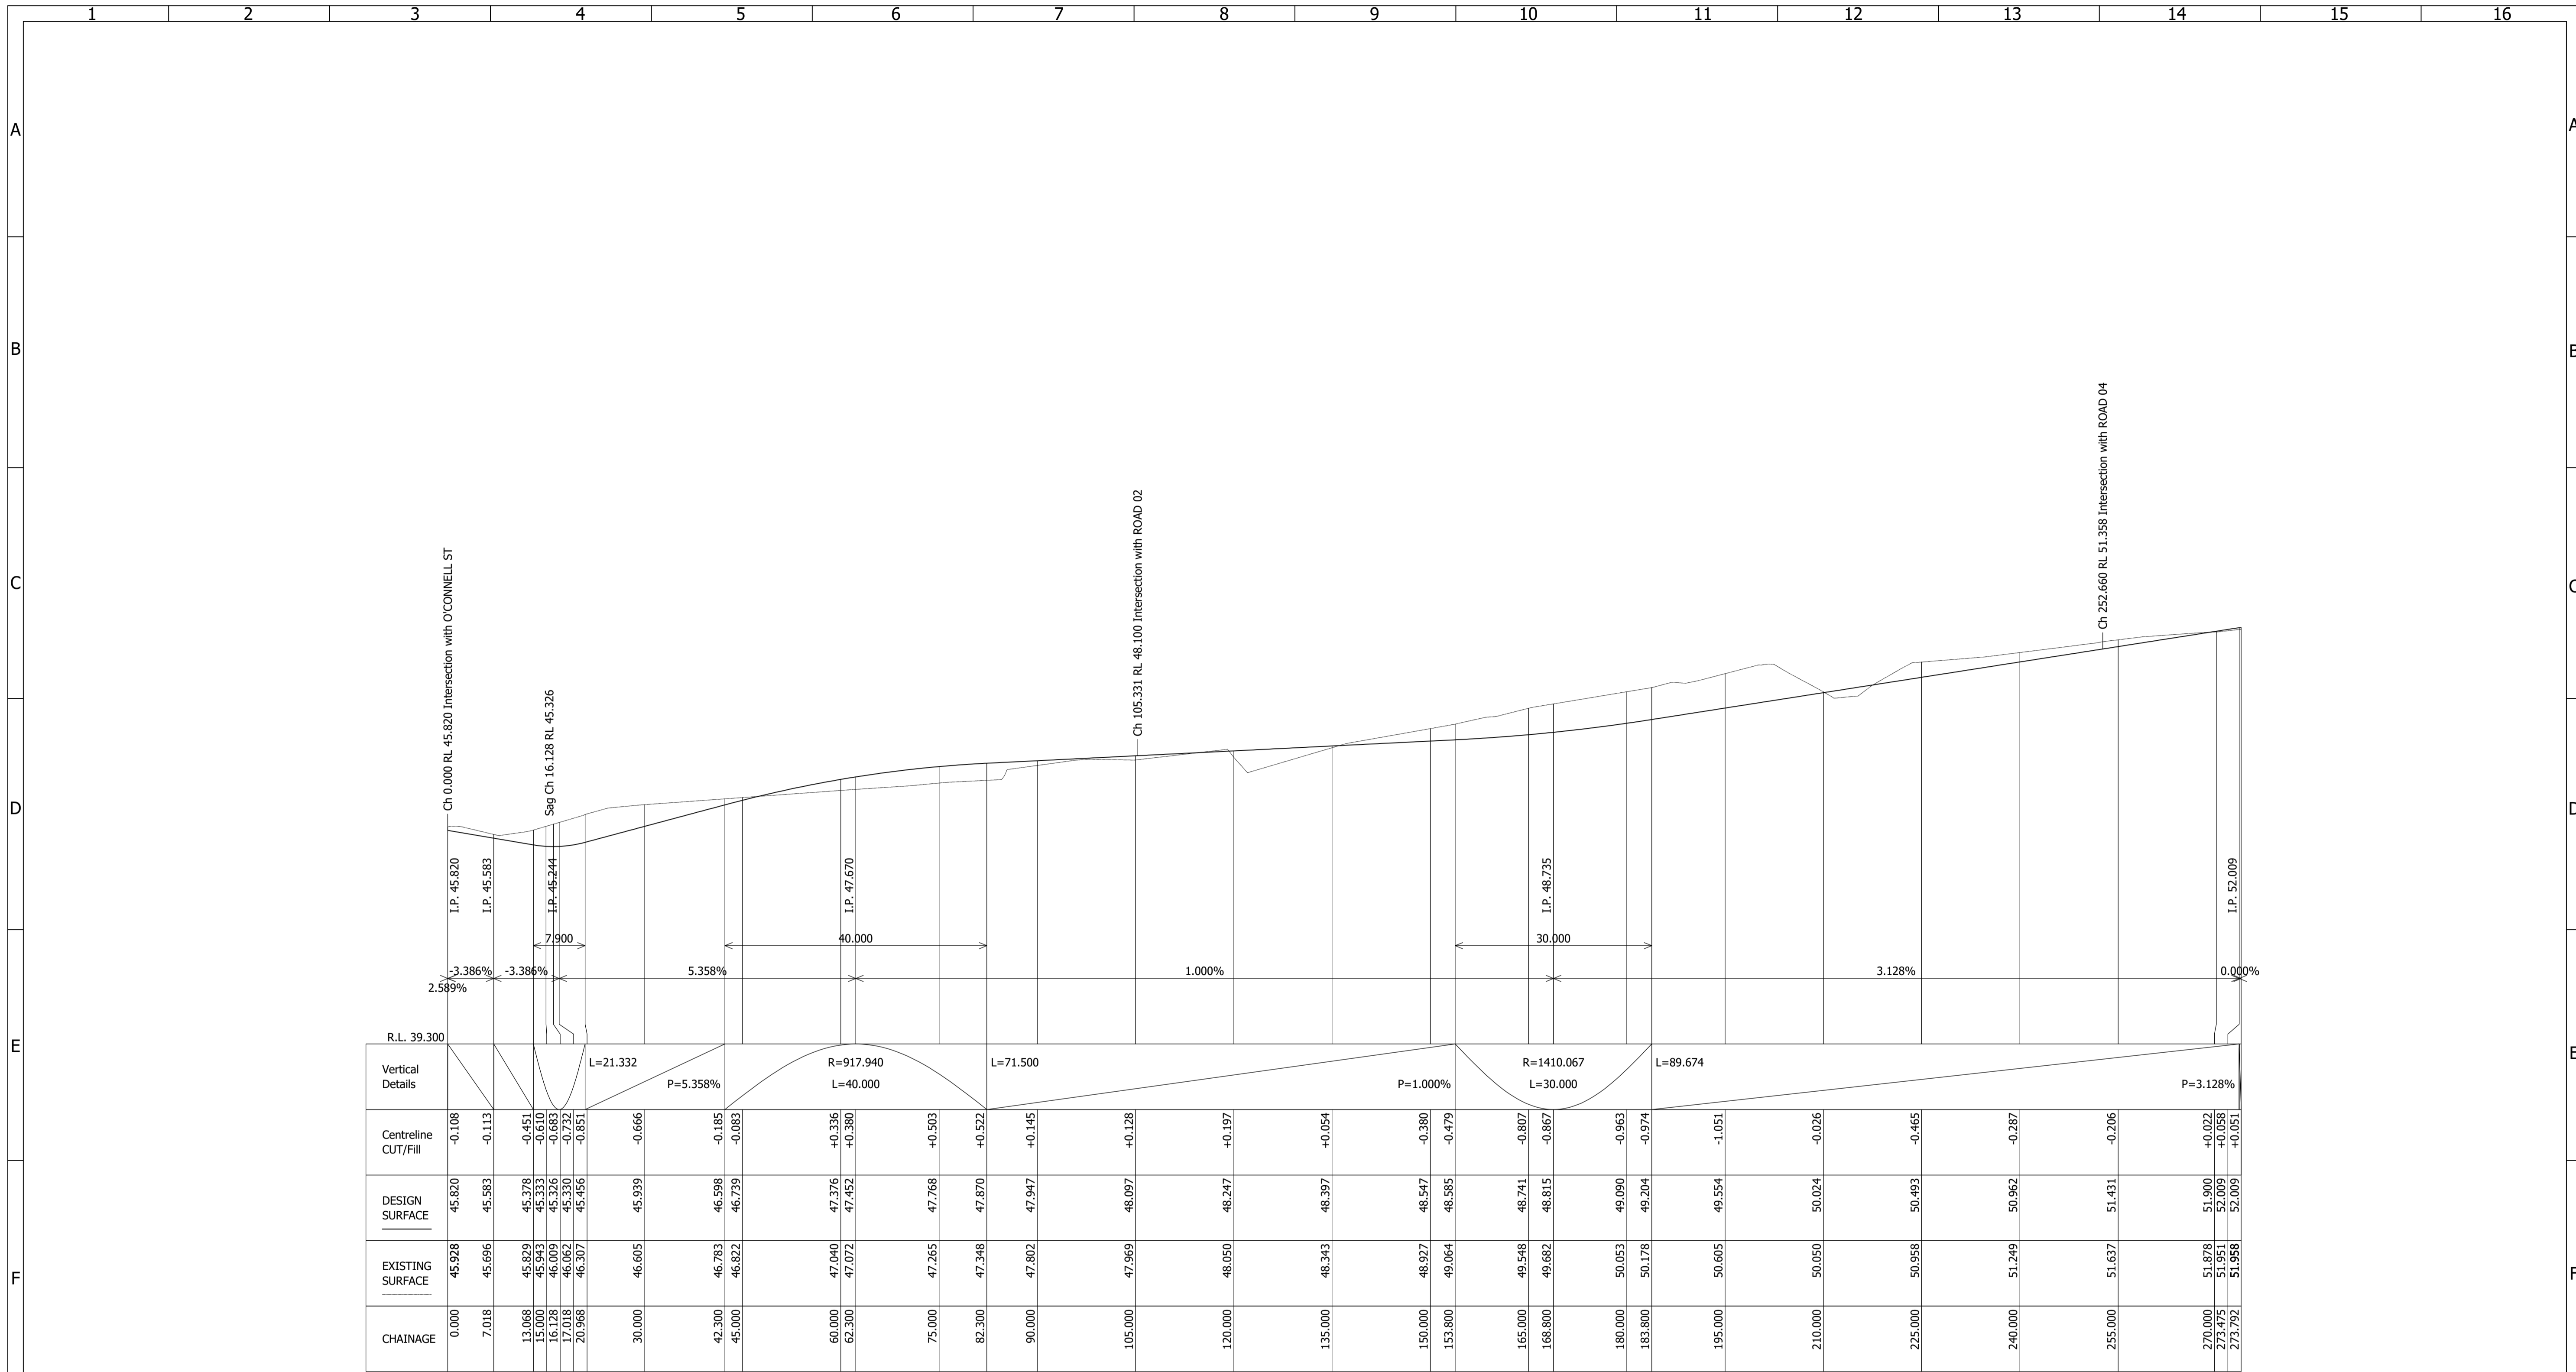 1 2 3 4 5 6 7 8 9 10 11 12 13 14 15 16
A A
B B
C C
D D
E E
F F
Ch 0.000 RL 45.820 Intersection with O'CONNELL ST
Sag Ch 16.128 RL 45.326
Ch 105.331 RL 48.100 Intersection with ROAD 02
Ch 252.660 RL 51.358 Intersection with ROAD 04
I.P. 45.820
I.P. 45.583
I.P. 45.244
I.P. 47.670
I.P. 48.735
I.P. 52.009
7.900 40.000 30.000
-3.386% -3.386% 5.358% 1.000% 3.128% 0.000%
2.589%
R.L. 39.300
Vertical
Details
L=21.332
P=5.358%
R=917.940
L=40.000
L=71.500
P=1.000%
R=1410.067
L=30.000
L=89.674
P=3.128%
Centreline
CUT/Fill
-0.108 -0.113 -0.451 -0.610 -0.683 -0.732 -0.851 -0.666 -0.185 -0.083 +0.336 +0.380 +0.503 +0.522 +0.145 +0.128 +0.197 +0.054 -0.380 -0.479 -0.807 -0.867 -0.963 -0.974 -1.051 -0.026 -0.465 -0.287 -0.206 +0.022 +0.058 +0.051
DESIGN
SURFACE
45.820 45.583 45.378 45.333 45.326 45.330 45.456 45.939 46.598 46.739 47.376 47.452 47.768 47.870 47.947 48.097 48.247 48.397 48.547 48.585 48.741 48.815 49.090 49.204 49.554 50.024 50.493 50.962 51.431 51.900 52.009 52.009
EXISTING
SURFACE
45.928 45.696 45.829 45.943 46.009 46.062 46.307 46.605 46.783 46.822 47.040 47.072 47.265 47.348 47.802 47.969 48.050 48.343 48.927 49.064 49.548 49.682 50.053 50.178 50.605 50.050 50.958 51.249 51.637 51.878 51.951 51.958
CHAINAGE
0.000 7.018 13.068 15.000 16.128 17.018 20.968 30.000 42.300 45.000 60.000 62.300 75.000 82.300 90.000 105.000 120.000 135.000 150.000 153.800 165.000 168.800 180.000 183.800 195.000 210.000 225.000 240.000 255.000 270.000 273.475 273.792